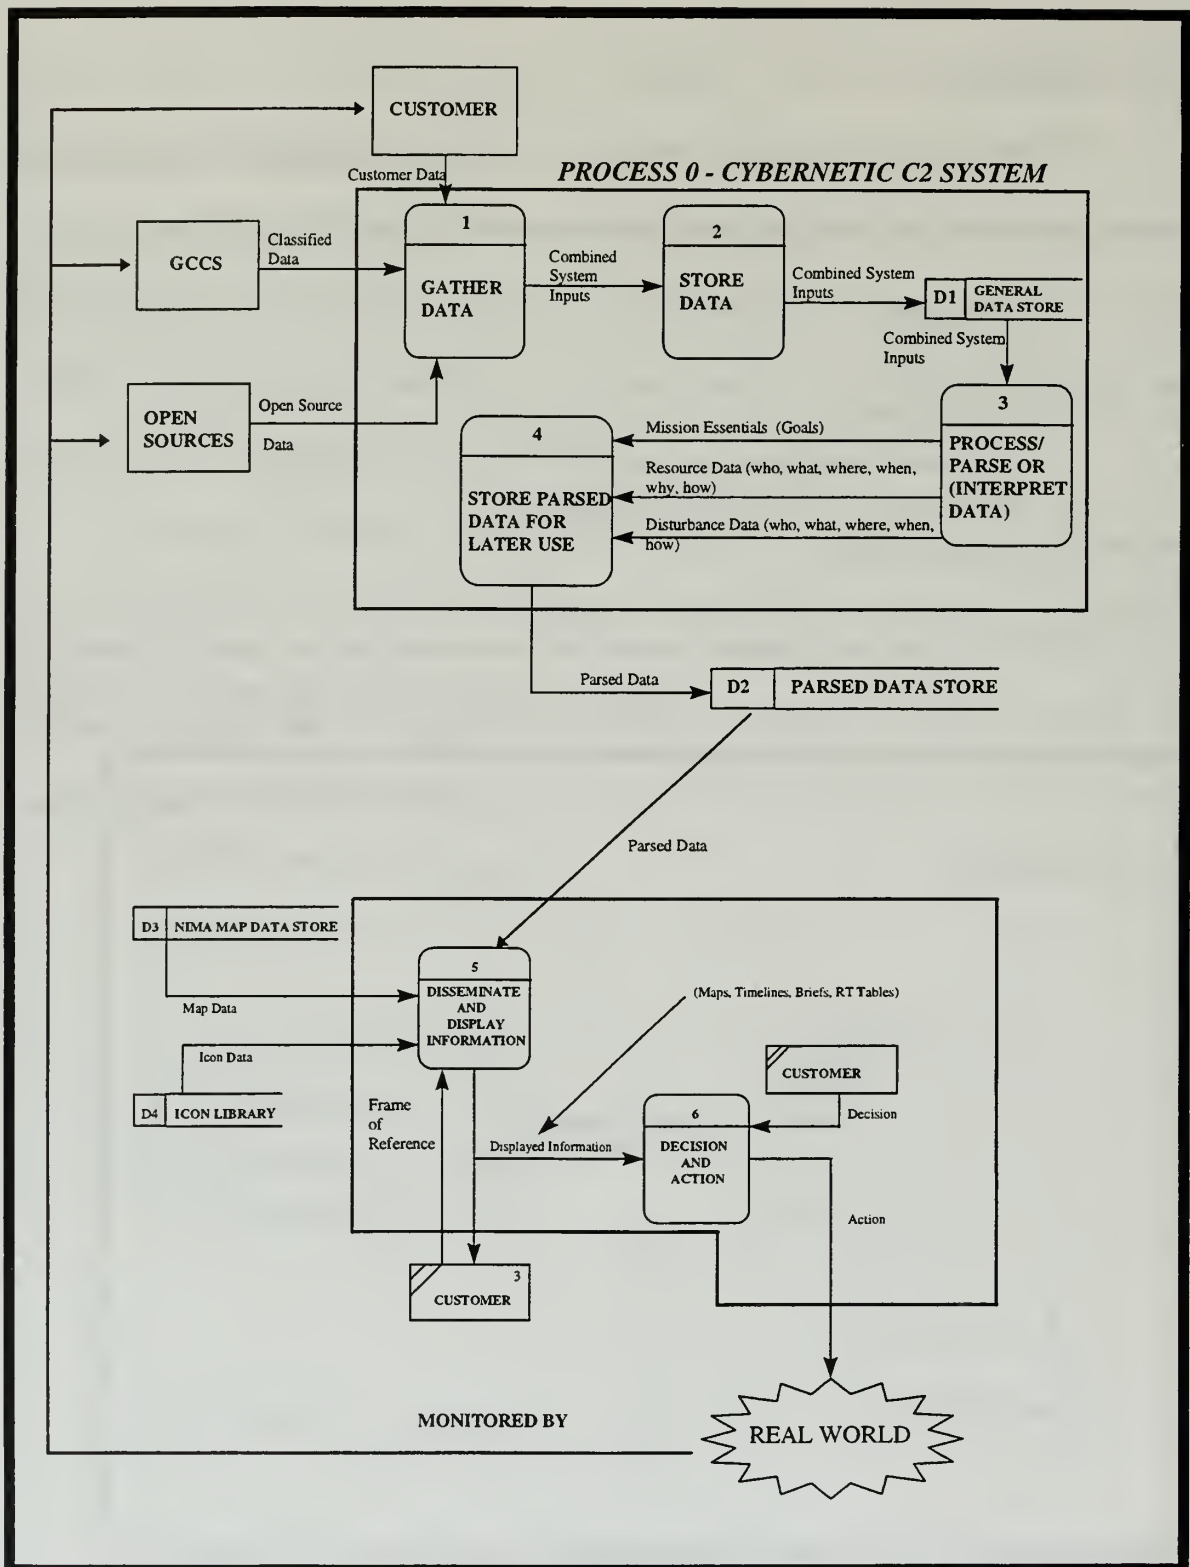 CUSTOMER
Customer Data
PROCESS 0 - CYBERNETIC C2 SYSTEM
GCCS
Classified
Data
1
GATHER
DATA
Combined
System
Inputs
2
STORE
DATA
Combined System
Inputs
D1
GENERAL
DATA STORE
Combined System
Inputs
OPEN
SOURCES
Open Source
Data
3
PROCESS/
PARSE OR
(INTERPRET
DATA)
4
STORE PARSED
DATA FOR
LATER USE
Mission Essentials (Goals)
Resource Data (who, what, where, when,
why, how)
Disturbance Data (who, what, where, when,
how)
Parsed Data
D2
PARSED DATA STORE
Parsed Data
D3
NIMA MAP DATA STORE
Map Data
5
DISSEMINATE
AND
DISPLAY
INFORMATION
(Maps, Timelines, Briefs, RT Tables)
Icon Data
D4
ICON LIBRARY
Frame
of
Reference
Displayed Information
CUSTOMER
Decision
6
DECISION
AND
ACTION
Action
3
CUSTOMER
MONITORED BY
REAL WORLD